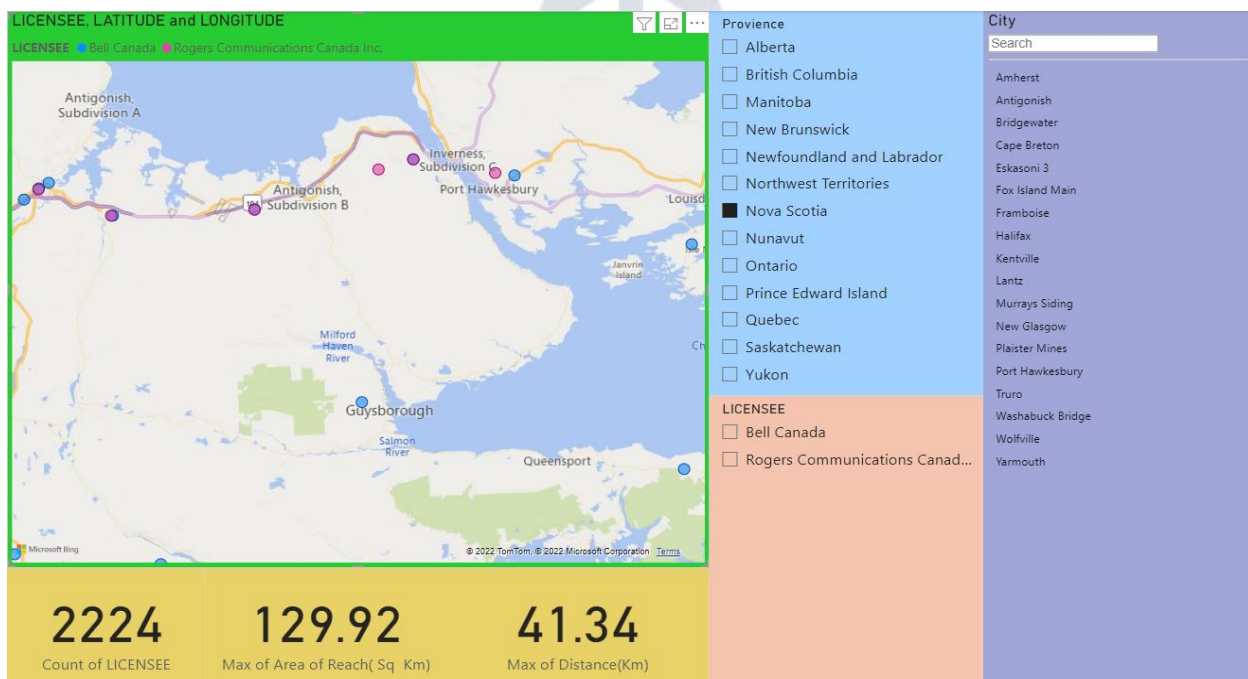 LICENSEE, LATITUDE and LONGITUDE
LICENSEE Bell Canada Rogers Communications Canada Inc.
Antigonish,
Subdivision A
Inverness,
Subdivision C
Port Hawkesbury
Antigonish,
Subdivision B
104
Louisd
Janvrin
Island
Milford
Haven
River
Ch
Guysborough
Salmon
River
Queensport
Microsoft Bing
© 2022 TomTom, © 2022 Microsoft Corporation Terms
2224
Count of LICENSEE
129.92
Max of Area of Reach( Sq Km)
41.34
Max of Distance(Km)
Provience
Alberta
British Columbia
Manitoba
New Brunswick
Newfoundland and Labrador
Northwest Territories
Nova Scotia
Nunavut
Ontario
Prince Edward Island
Quebec
Saskatchewan
Yukon
LICENSEE
Bell Canada
Rogers Communications Canad...
City
Search
Amherst
Antigonish
Bridgewater
Cape Breton
Eskasoni 3
Fox Island Main
Framboise
Halifax
Kentville
Lantz
Murrays Siding
New Glasgow
Plaister Mines
Port Hawkesbury
Truro
Washabuck Bridge
Wolfville
Yarmouth